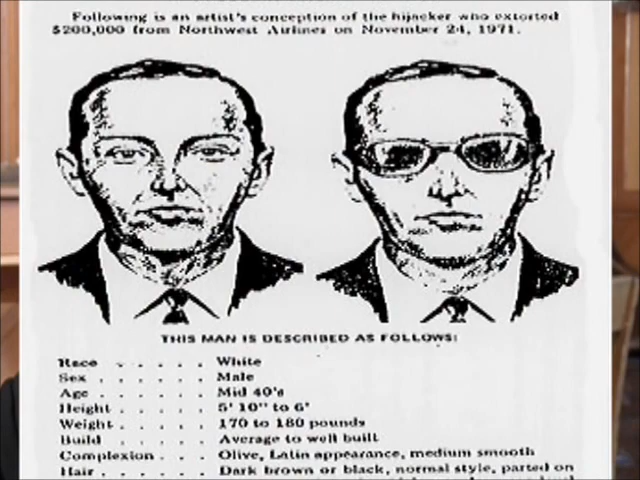 Following is an artist's conception of the hijacker who extorted
$200,000 from Northwest Airlines on November 24, 1971.
THIS MAN IS DESCRIBED AS FOLLOWS:
Race . . . . . . White
Sex . . . . . . . Male
Age . . . . . . . Mid 40's
Height . . . . . 5' 10" to 6'
Weight . . . . . 170 to 180 pounds
Build . . . . . . Average to well built
Complexion . . . Olive, Latin appearance, medium smooth
Hair . . . . . . Dark brown or black, normal style, parted on